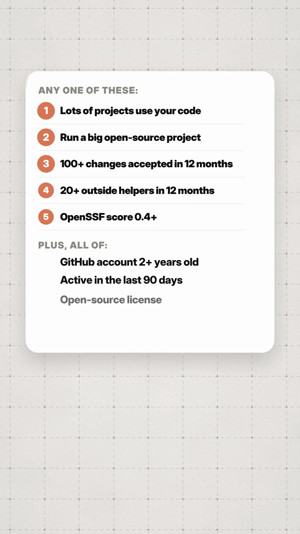 ANY ONE OF THESE:
1 Lots of projects use your code
2 Run a big open-source project
3 100+ changes accepted in 12 months
4 20+ outside helpers in 12 months
5 OpenSSF score 0.4+
PLUS, ALL OF:
GitHub account 2+ years old
Active in the last 90 days
Open-source license